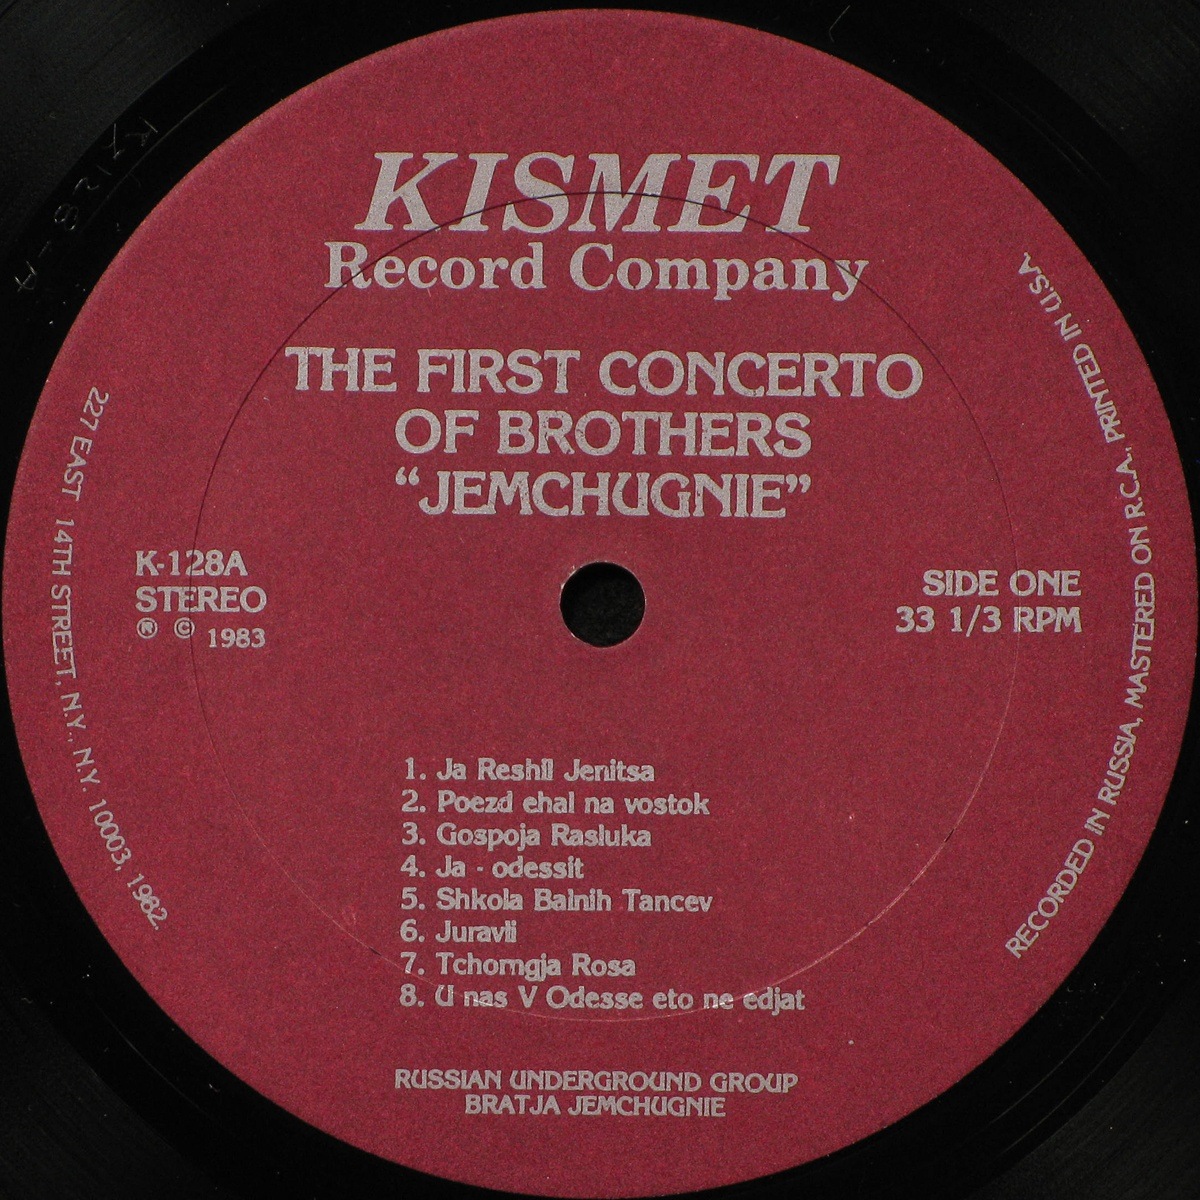 KISMET
Record Company
THE FIRST CONCERTO
OF BROTHERS
“JEMCHUGNIE”
K-128A
STEREO
® © 1983
SIDE ONE
33 1/3 RPM
1. Ja Reshil Jenitsa
2. Poezd ehal na vostok
3. Gospoja Rasluka
4. Ja - odessit
5. Shkola Balnih Tancev
6. Juravli
7. Tchorngja Rosa
8. U nas V Odesse eto ne edjat
RUSSIAN UNDERGROUND GROUP
BRATJA JEMCHUGNIE
227 EAST 14TH STREET, N.Y., N.Y. 10003, 1982.
RECORDED IN RUSSIA, MASTERED ON R.C.A., PRINTED IN U.S.A.
K-128-A